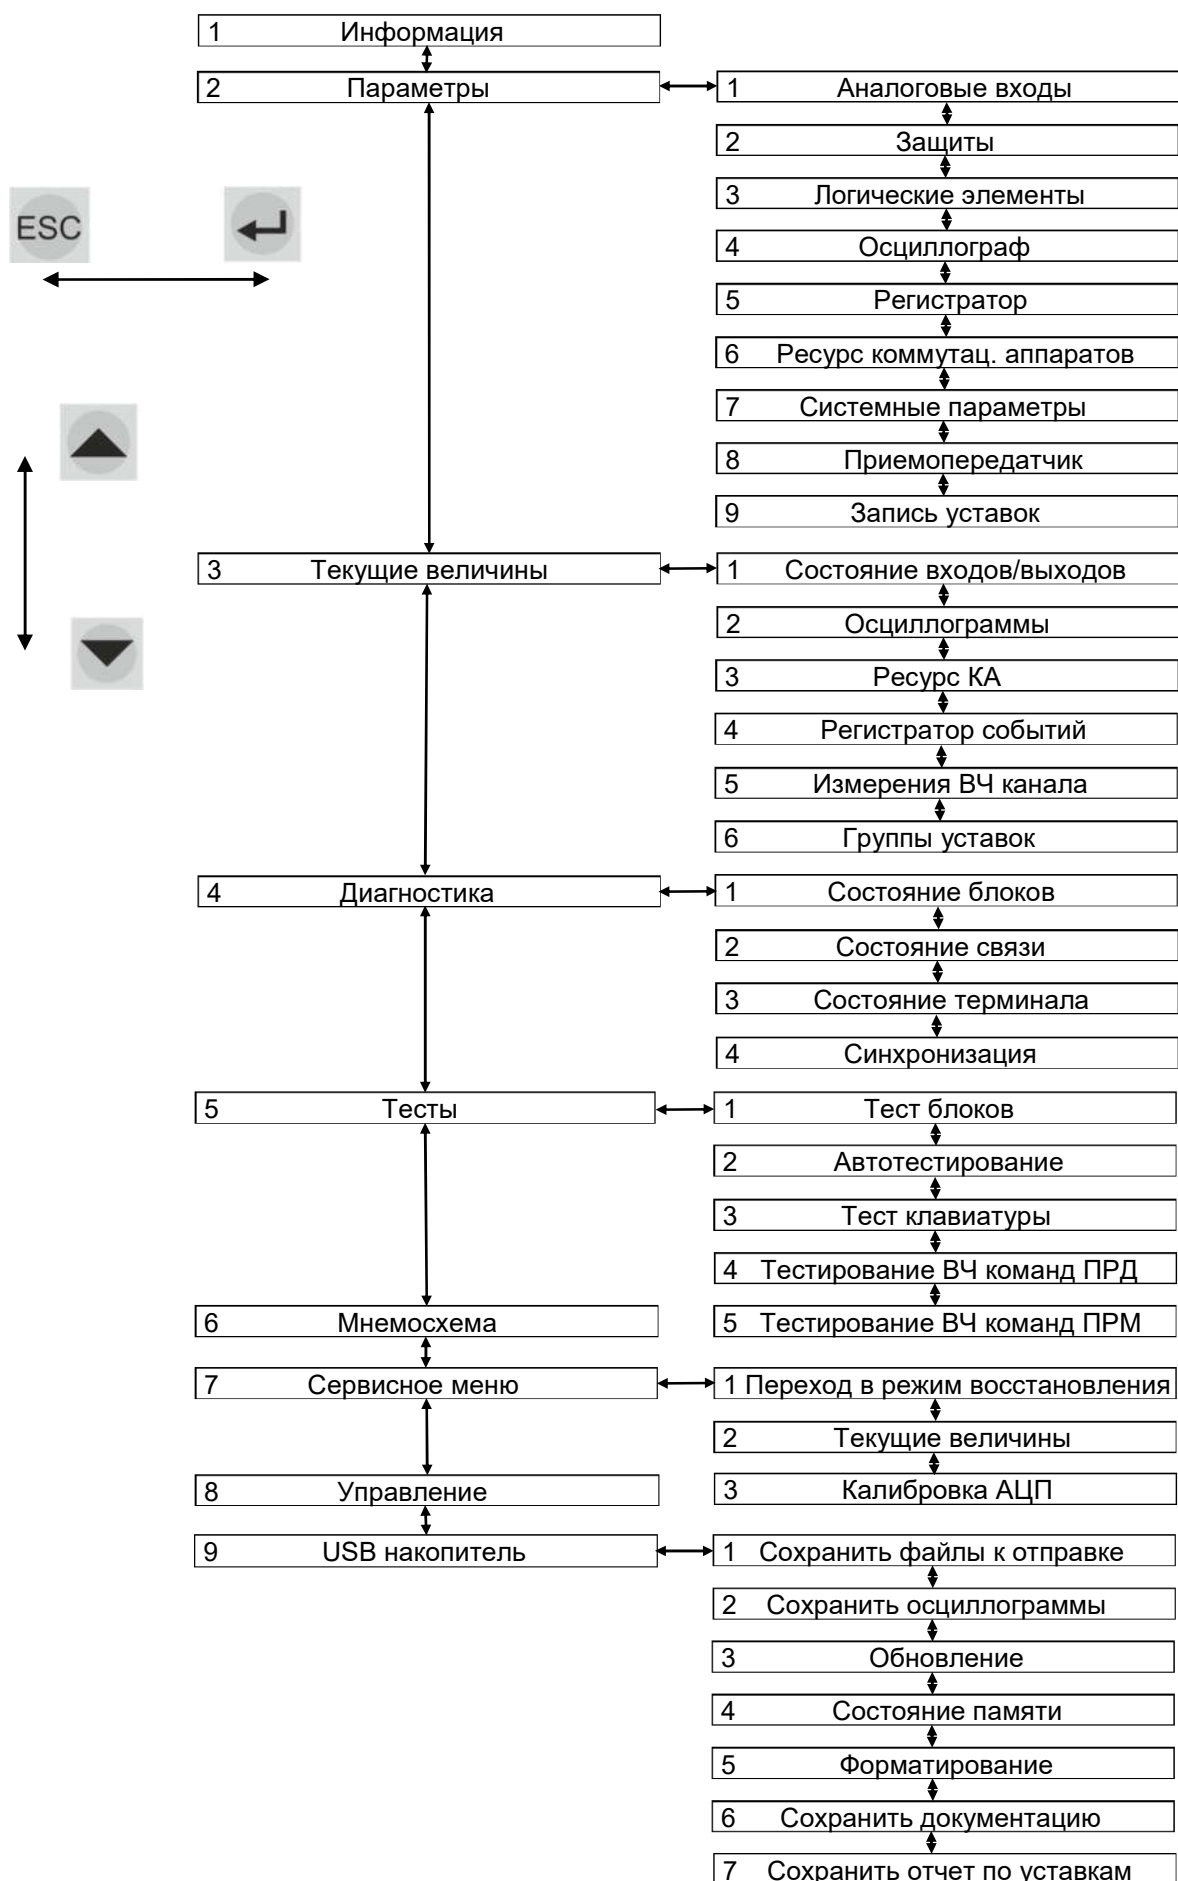 1 Информация
2 Параметры
1 Аналоговые входы
2 Защиты
3 Логические элементы
ESC
4 Осциллограф
5 Регистратор
6 Ресурс коммутац. аппаратов
7 Системные параметры
8 Приемопередатчик
9 Запись уставок
3 Текущие величины
1 Состояние входов/выходов
2 Осциллограммы
3 Ресурс КА
4 Регистратор событий
5 Измерения ВЧ канала
6 Группы уставок
4 Диагностика
1 Состояние блоков
2 Состояние связи
3 Состояние терминала
4 Синхронизация
5 Тесты
1 Тест блоков
2 Автотестирование
3 Тест клавиатуры
4 Тестирование ВЧ команд ПРД
6 Мнемосхема
5 Тестирование ВЧ команд ПРМ
7 Сервисное меню
1 Переход в режим восстановления
2 Текущие величины
8 Управление
3 Калибровка АЦП
9 USB накопитель
1 Сохранить файлы к отправке
2 Сохранить осциллограммы
3 Обновление
4 Состояние памяти
5 Форматирование
6 Сохранить документацию
7 Сохранить отчет по уставкам